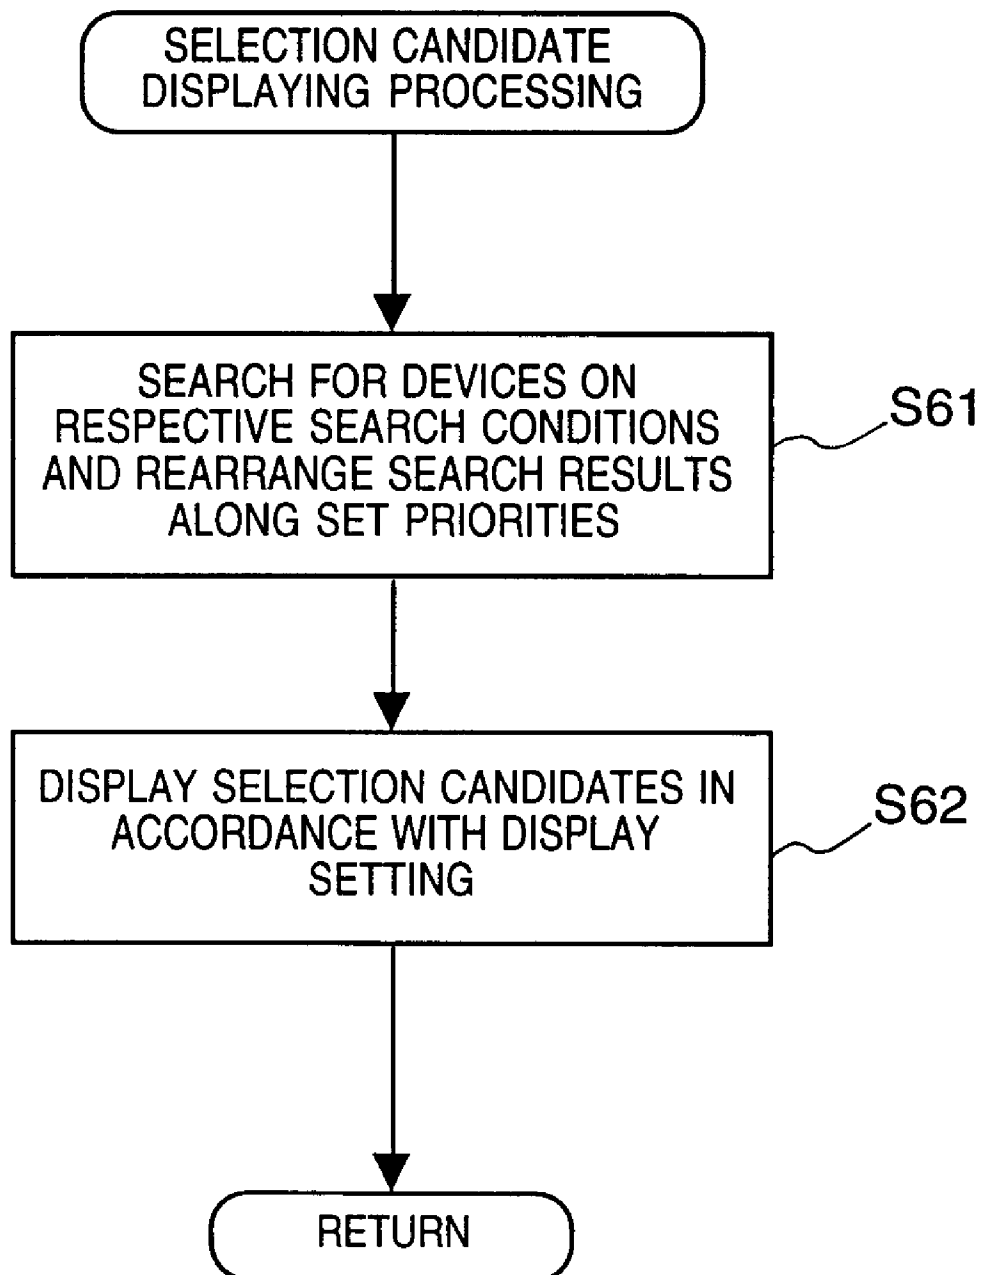 SELECTION CANDIDATE
DISPLAYING PROCESSING
SEARCH FOR DEVICES ON
RESPECTIVE SEARCH CONDITIONS
AND REARRANGE SEARCH RESULTS
ALONG SET PRIORITIES
S61
DISPLAY SELECTION CANDIDATES IN
ACCORDANCE WITH DISPLAY
SETTING
S62
RETURN